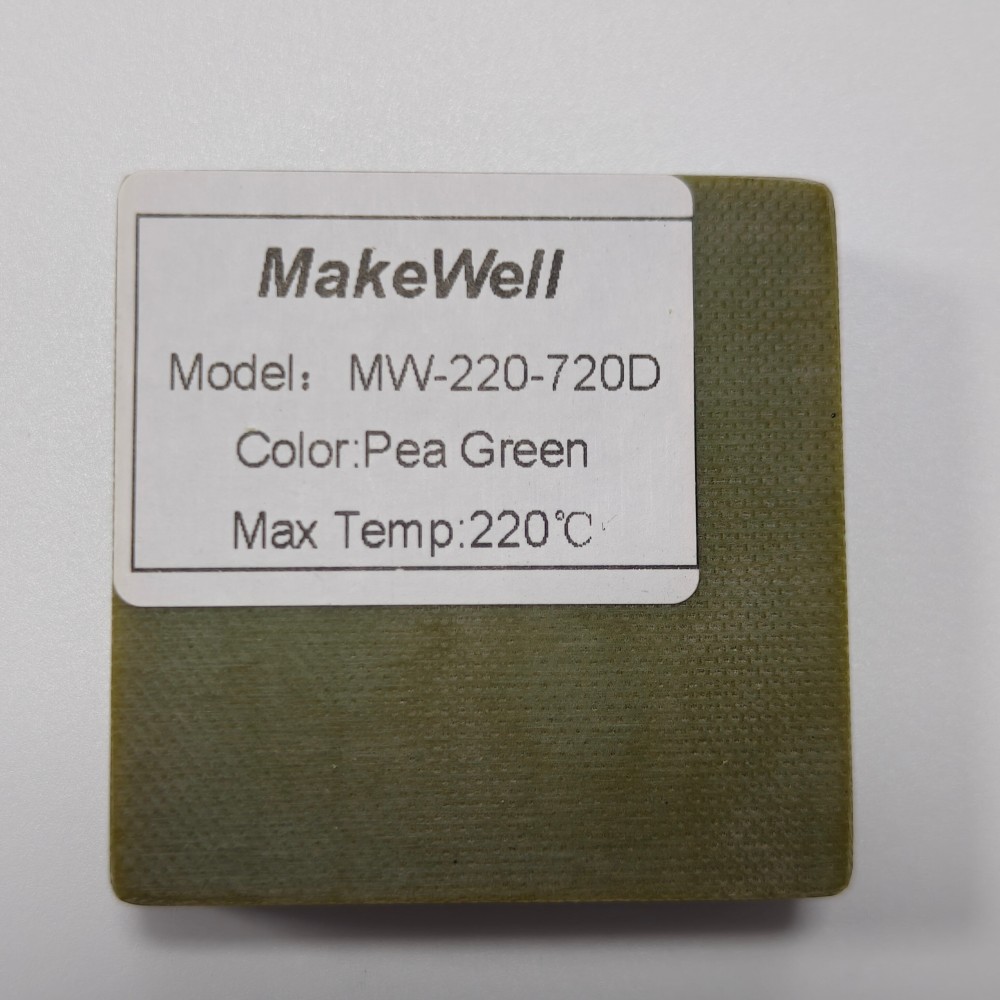 MakeWell
Model： MW-220-720D
Color:Pea Green
Max Temp:220℃